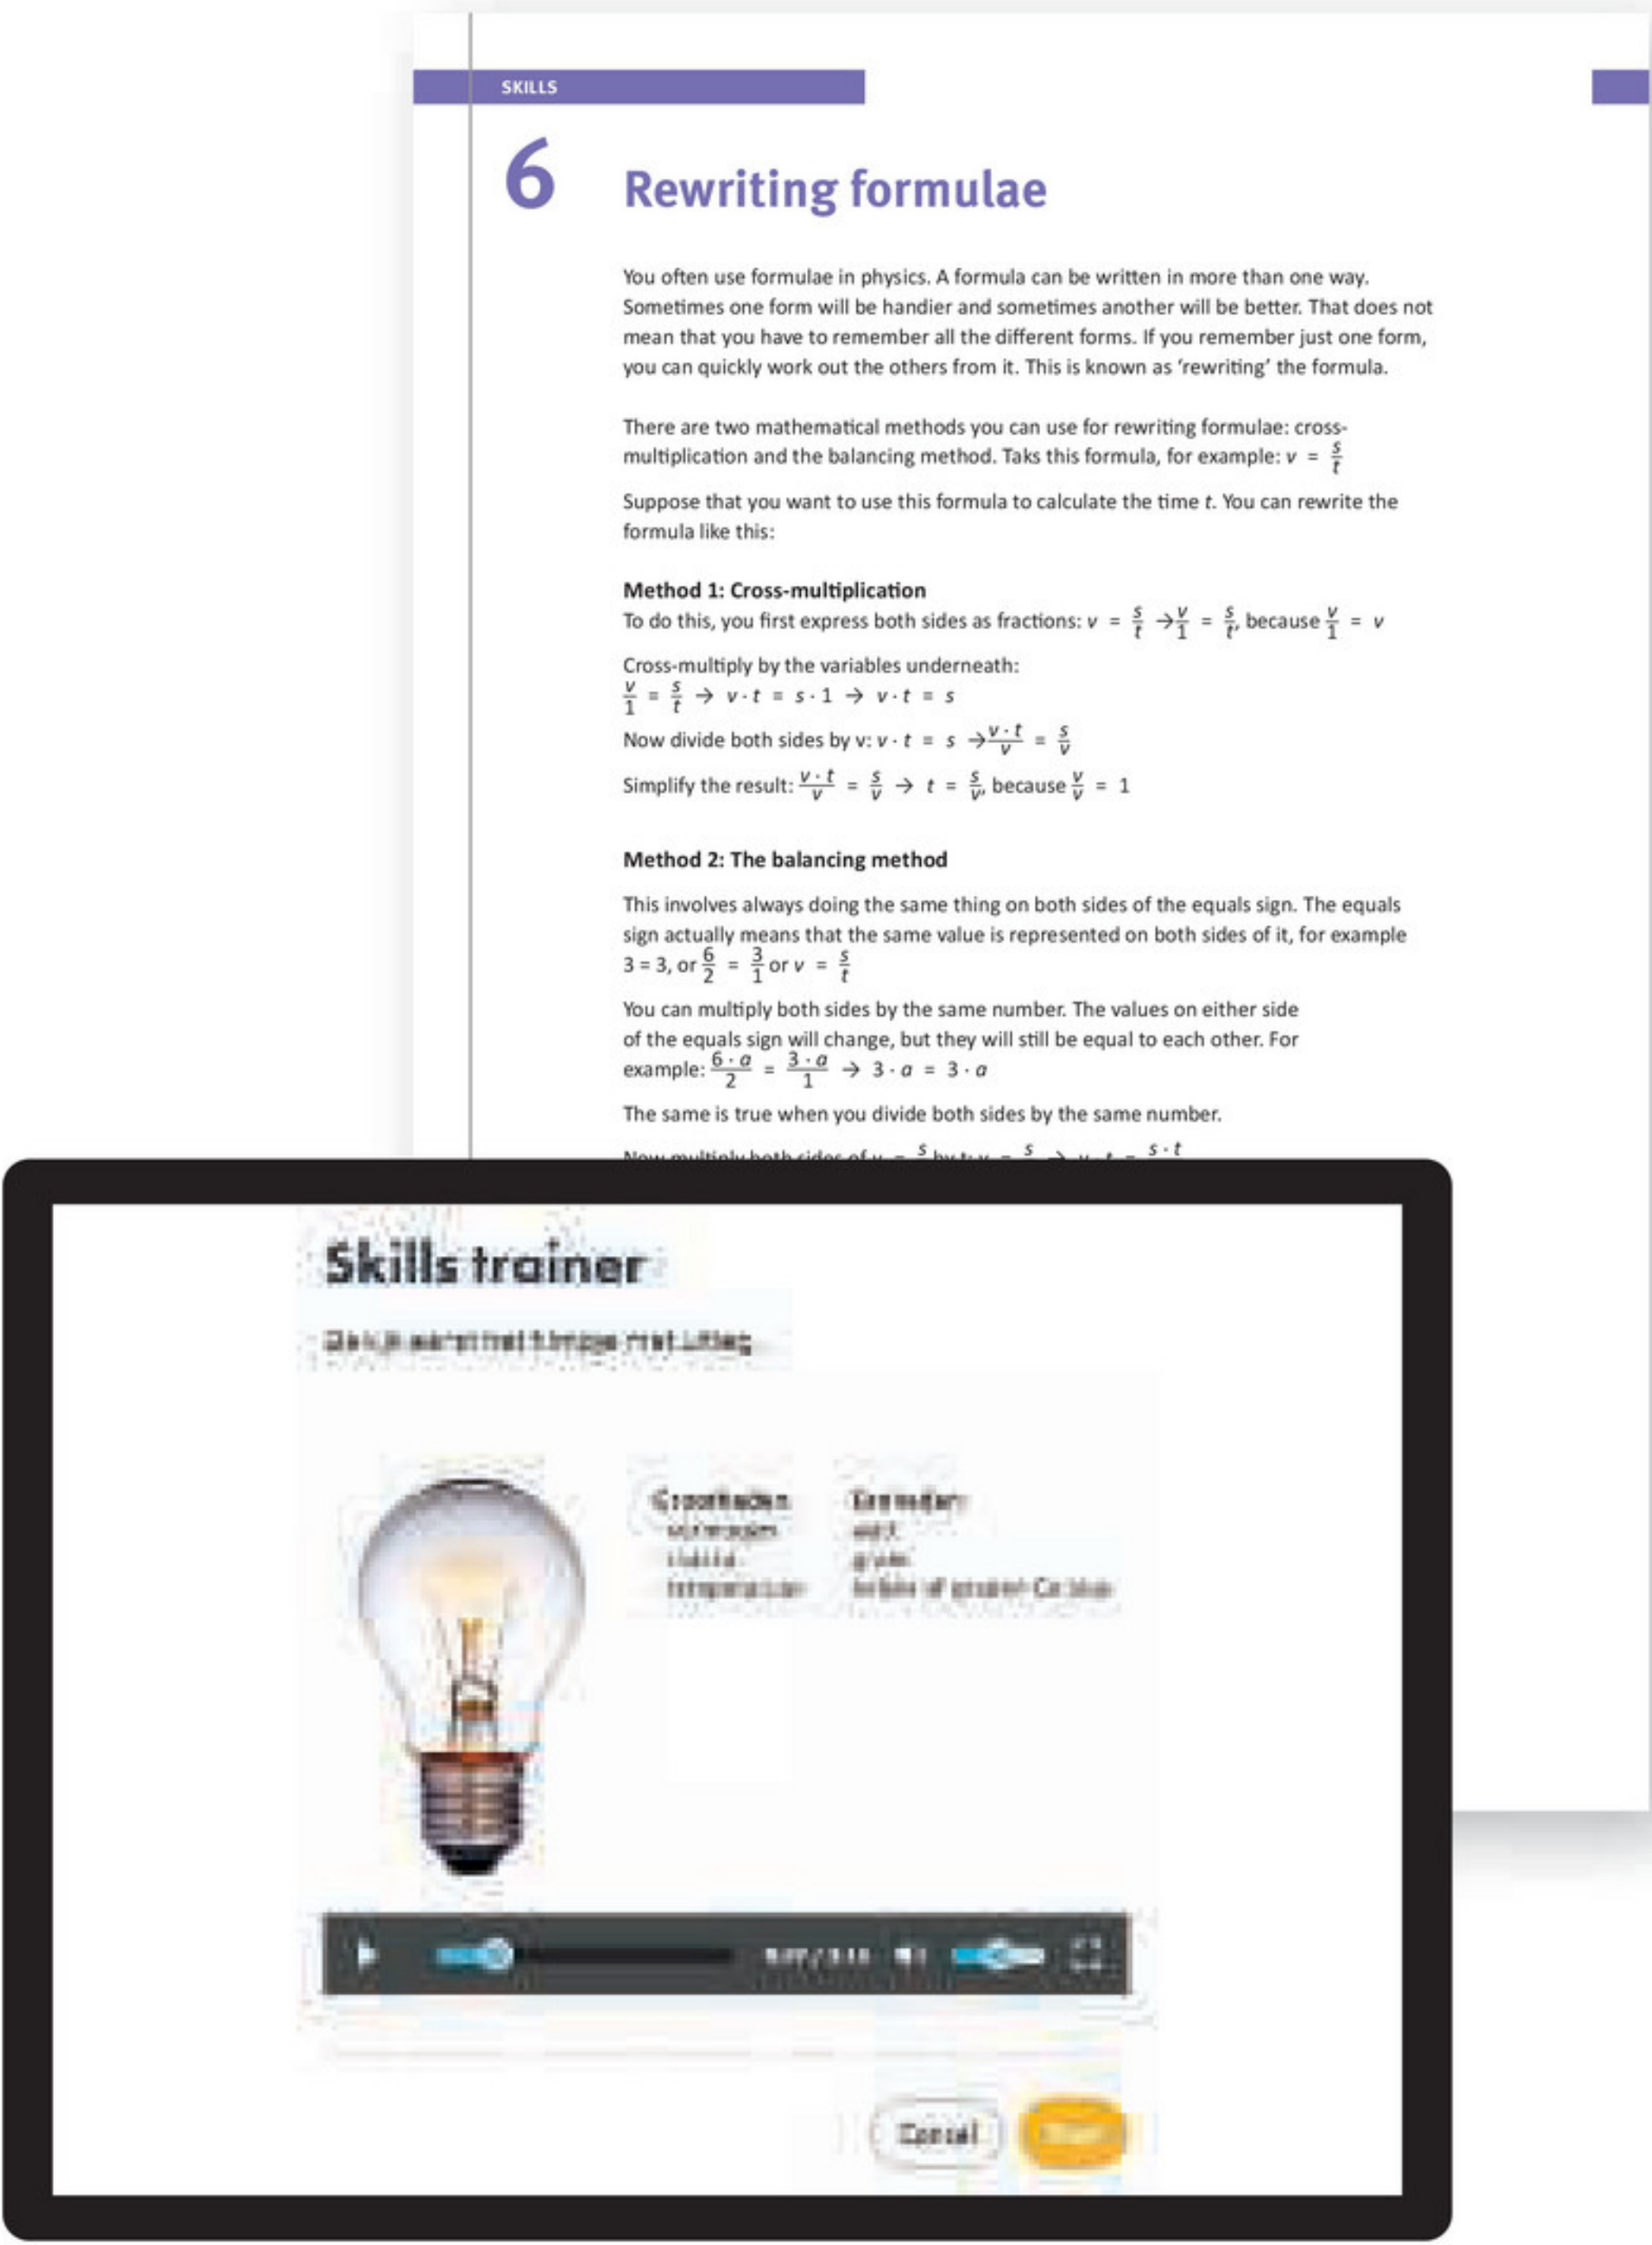 SKILLS
6 Rewriting formulae
You often use formulae in physics. A formula can be written in more than one way.
Sometimes one form will be handier and sometimes another will be better. That does not
mean that you have to remember all the different forms. If you remember just one form,
you can quickly work out the others from it. This is known as ‘rewriting’ the formula.
There are two mathematical methods you can use for rewriting formulae: cross-
multiplication and the balancing method. Taks this formula, for example: v = s/t
Suppose that you want to use this formula to calculate the time t. You can rewrite the
formula like this:
Method 1: Cross-multiplication
To do this, you first express both sides as fractions: v = s/t → v/1 = s/t, because v/1 = v
Cross-multiply by the variables underneath:
v/1 = s/t → v · t = s · 1 → v · t = s
Now divide both sides by v: v · t = s → v · t/v = s/v
Simplify the result: v · t/v = s/v → t = s/v, because v/v = 1
Method 2: The balancing method
This involves always doing the same thing on both sides of the equals sign. The equals
sign actually means that the same value is represented on both sides of it, for example
3 = 3, or 6/2 = 3/1 or v = s/t
You can multiply both sides by the same number. The values on either side
of the equals sign will change, but they will still be equal to each other. For
example: 6 · a/2 = 3 · a/1 → 3 · a = 3 · a
The same is true when you divide both sides by the same number.
Now multiply both sides of v = s/t by t: v = s/t → v · t = s · t
Skills trainer
Cancel